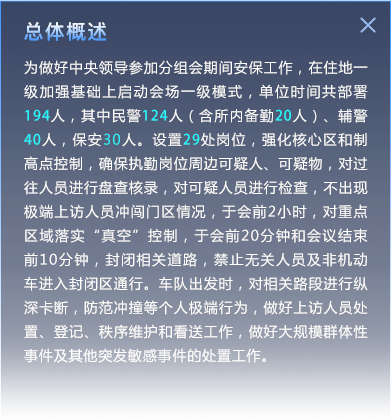 总体概述
为做好中央领导参加分组会期间安保工作，在住地一
级加强基础上启动会场一级模式，单位时间共部署
194人，其中民警124人（含所内备勤20人）、辅警
40人，保安30人。设置29处岗位，强化核心区和制
高点控制，确保执勤岗位周边可疑人、可疑物，对过
往人员进行盘查核录，对可疑人员进行检查，不出现
极端上访人员冲闯门区情况，于会前2小时，对重点
区域落实“真空”控制，于会前20分钟和会议结束
前10分钟，封闭相关道路，禁止无关人员及非机动
车进入封闭区通行。车队出发时，对相关路段进行纵
深卡断，防范冲撞等个人极端行为，做好上访人员处
置、登记、秩序维护和看送工作，做好大规模群体性
事件及其他突发敏感事件的处置工作。